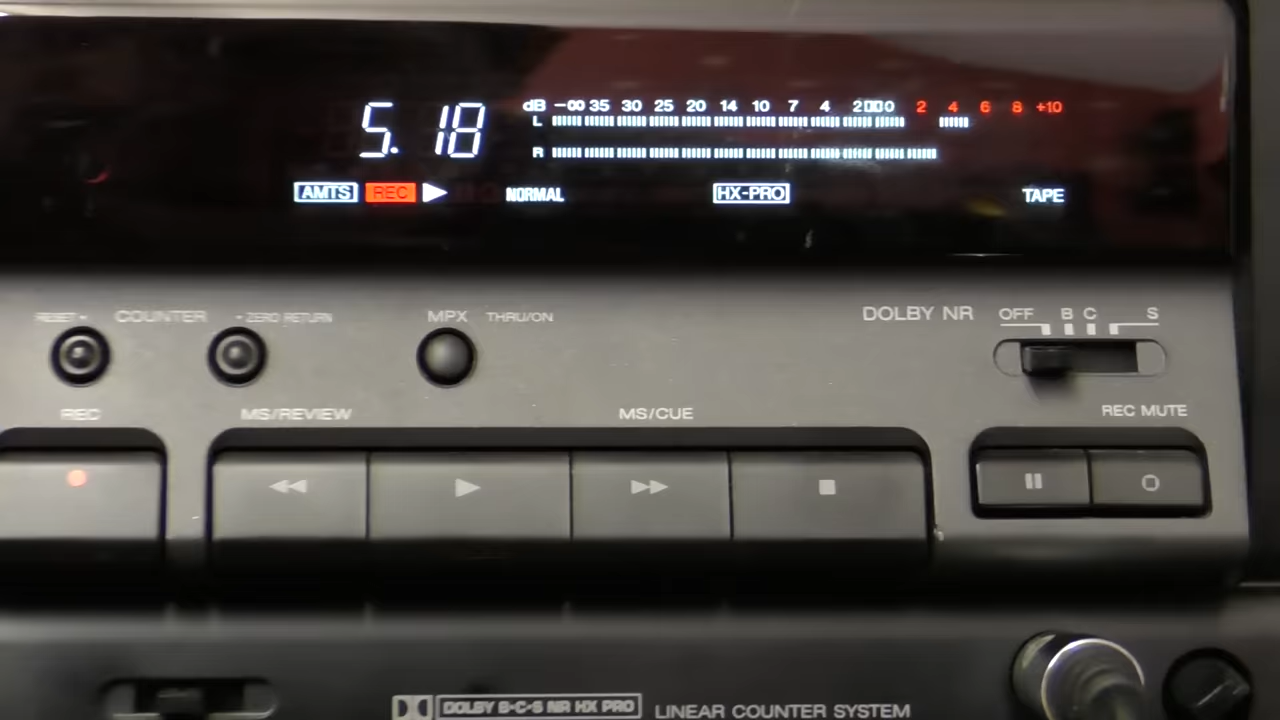 5. 18
dB -∞ 35 30 25 20 14 10 7 4 2 0 2 4 6 8 +10
L
R
AMTS REC NORMAL HX-PRO TAPE
RESET COUNTER ZERO RETURN MPX THRU/ON DOLBY NR OFF B C S
REC MS/REVIEW MS/CUE REC MUTE
DOLBY B-C-S NR HX PRO LINEAR COUNTER SYSTEM